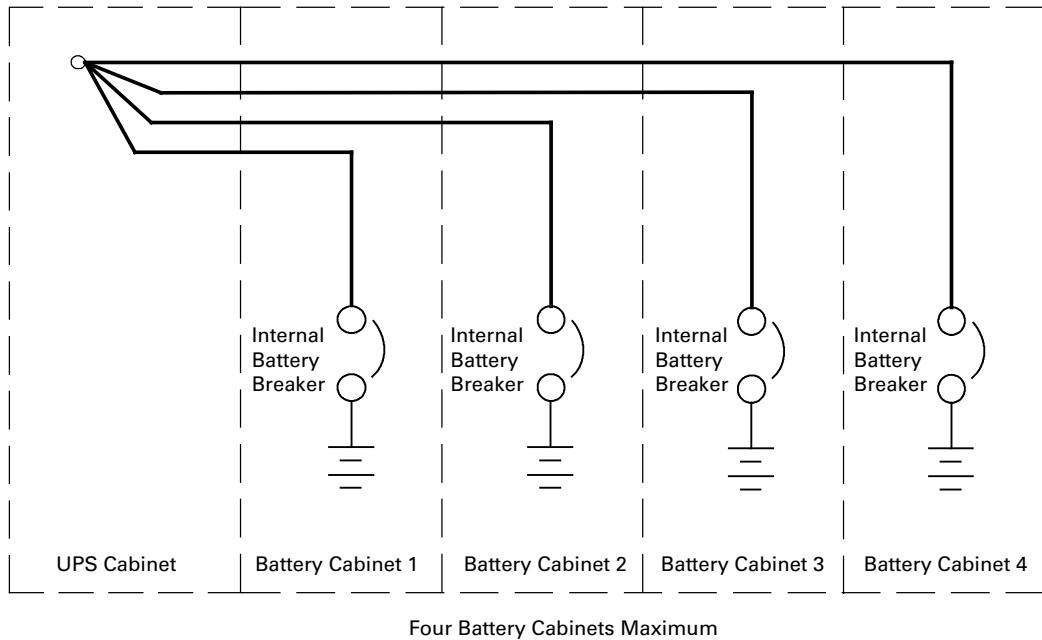 Internal
Battery
Breaker
Internal
Battery
Breaker
Internal
Battery
Breaker
Internal
Battery
Breaker
UPS Cabinet
Battery Cabinet 1
Battery Cabinet 2
Battery Cabinet 3
Battery Cabinet 4
Four Battery Cabinets Maximum